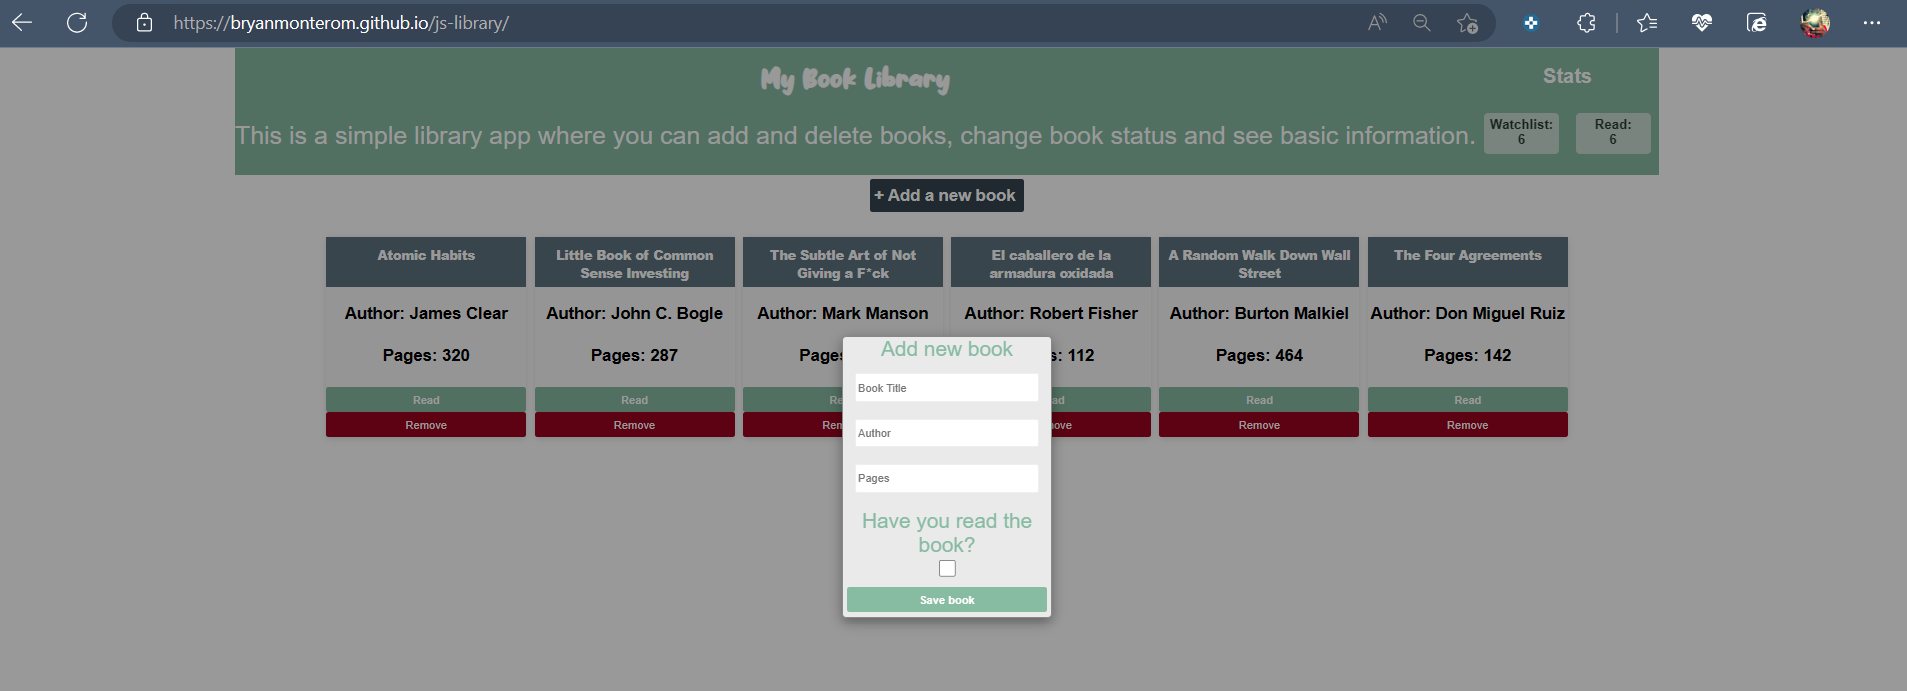 https://bryanmonterom.github.io/js-library/
My Book Library
Stats
This is a simple library app where you can add and delete books, change book status and see basic information.
Watchlist:
6
Read:
6
+ Add a new book
Atomic Habits
Author: James Clear
Pages: 320
Read
Remove
Little Book of Common
Sense Investing
Author: John C. Bogle
Pages: 287
Read
Remove
The Subtle Art of Not
Giving a F*ck
Author: Mark Manson
Page
Re
Rem
El caballero de la
armadura oxidada
Author: Robert Fisher
s: 112
ad
ove
A Random Walk Down Wall
Street
Author: Burton Malkiel
Pages: 464
Read
Remove
The Four Agreements
Author: Don Miguel Ruiz
Pages: 142
Read
Remove
Add new book
Book Title
Author
Pages
Have you read the
book?
Save book